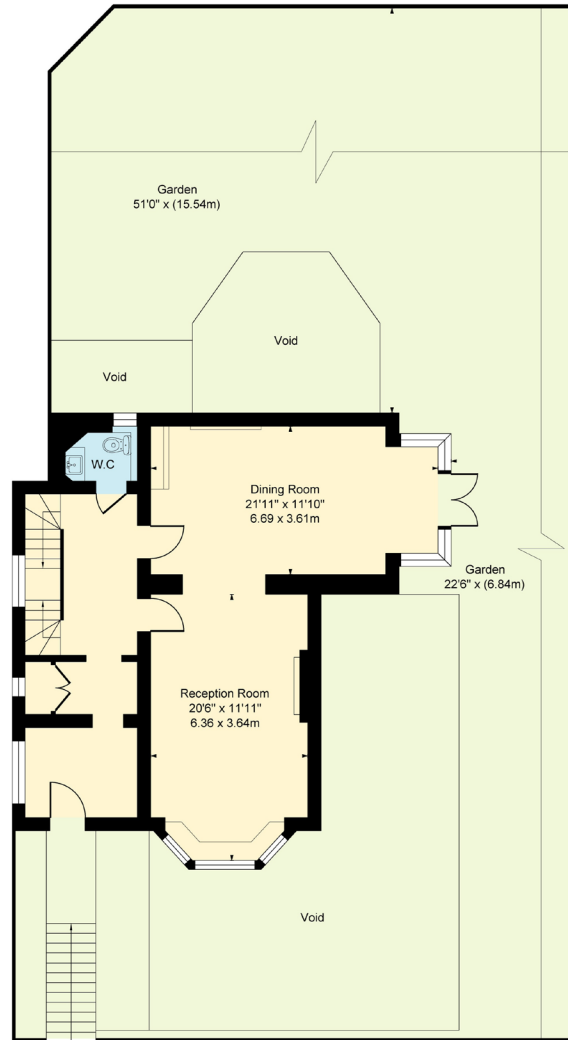 Garden
51'0" x (15.54m)
Void
Void
W.C
Dining Room
21'11" x 11'10"
6.69 x 3.61m
Garden
22'6" x (6.84m)
Reception Room
20'6" x 11'11"
6.36 x 3.64m
Void